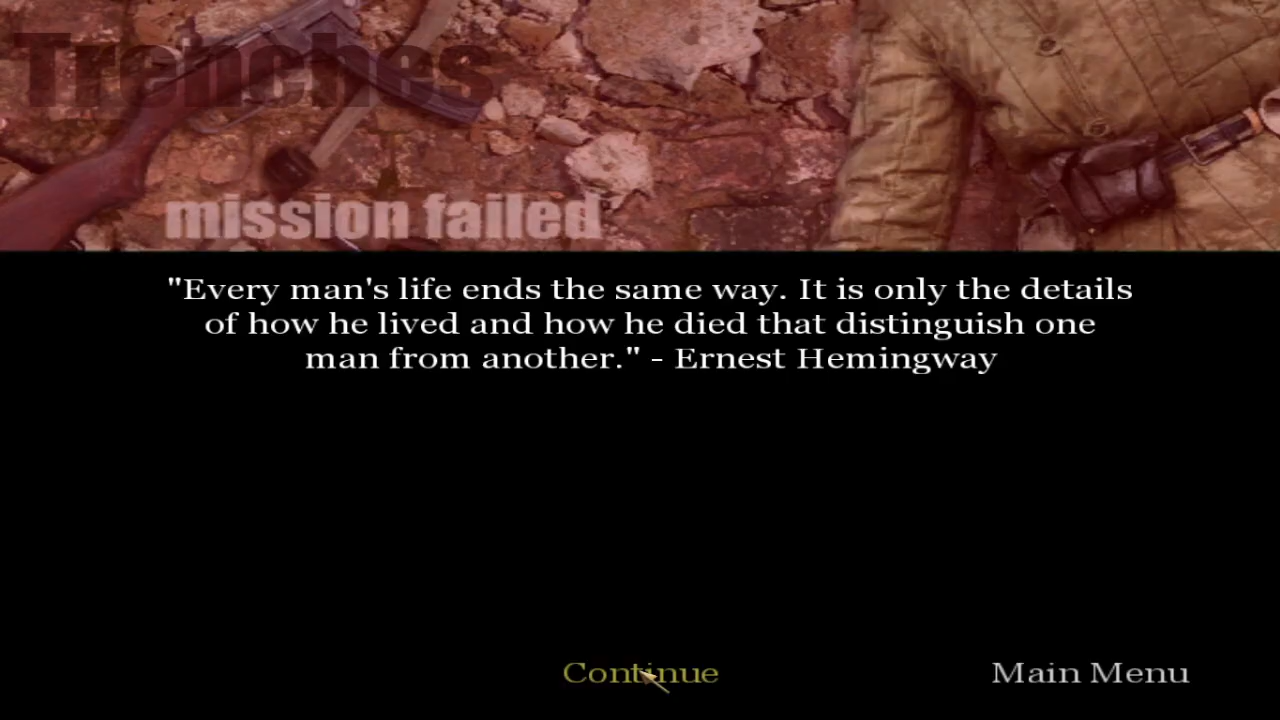 Trenches
mission failed
"Every man's life ends the same way. It is only the details
of how he lived and how he died that distinguish one
man from another." - Ernest Hemingway
Continue
Main Menu